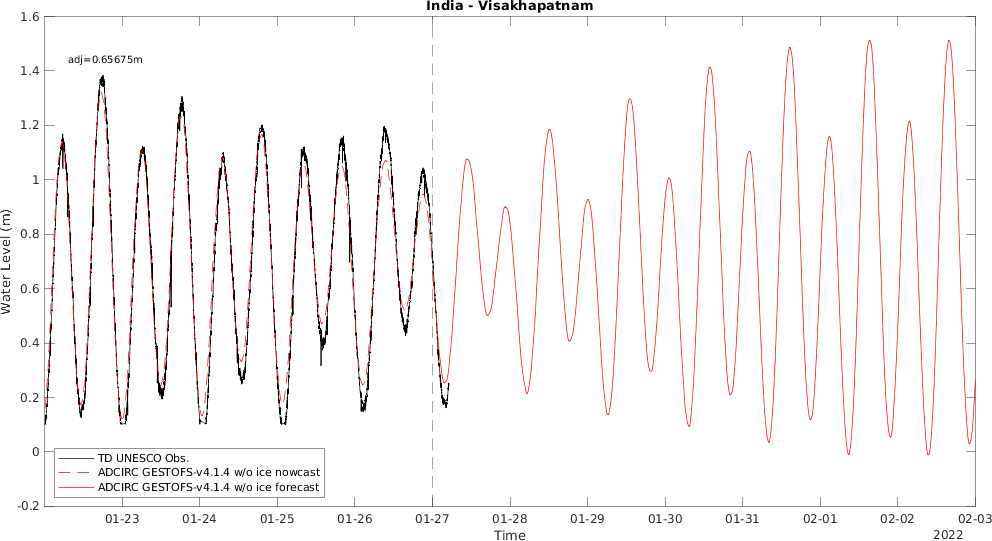 India - Visakhapatnam
adj=0.65675m
Water Level (m)
1.6
1.4
1.2
1
0.8
0.6
0.4
0.2
0
-0.2
TD UNESCO Obs.
ADCIRC GESTOFS-v4.1.4 w/o ice nowcast
ADCIRC GESTOFS-v4.1.4 w/o ice forecast
01-23 01-24 01-25 01-26 01-27 01-28 01-29 01-30 01-31 02-01 02-02 02-03
Time
2022